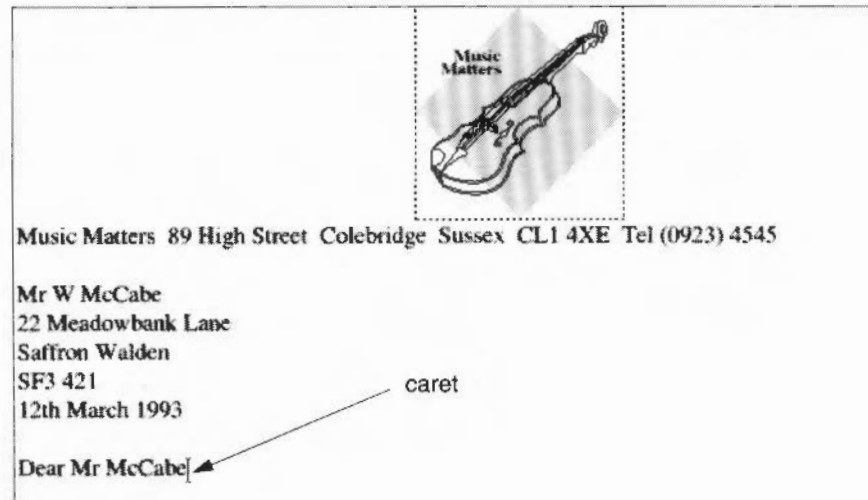 Music
Matters
Music Matters 89 High Street Colebridge Sussex CL1 4XE Tel (0923) 4545
Mr W McCabe
22 Meadowbank Lane
Saffron Walden
SF3 421
12th March 1993
caret
Dear Mr McCabe